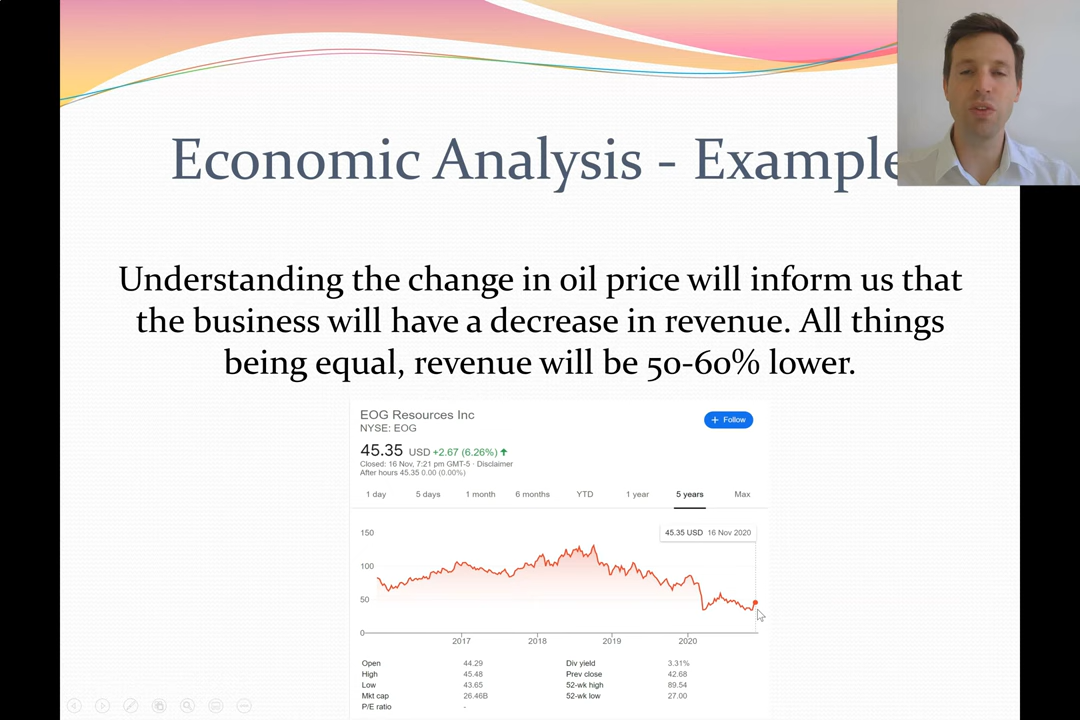 Economic Analysis - Example
Understanding the change in oil price will inform us that
the business will have a decrease in revenue. All things
being equal, revenue will be 50-60% lower.
EOG Resources Inc
NYSE: EOG
+ Follow
45.35 USD +2.67 (6.26%) ↑
Closed: 16 Nov, 7:21 pm GMT-5 · Disclaimer
After hours 45.35 0.00 (0.00%)
1 day 5 days 1 month 6 months YTD 1 year 5 years Max
45.35 USD 16 Nov 2020
150
100
50
0
2017 2018 2019 2020
Open 44.29 Div yield 3.31%
High 45.48 Prev close 42.68
Low 43.65 52-wk high 89.54
Mkt cap 26.46B 52-wk low 27.00
P/E ratio -